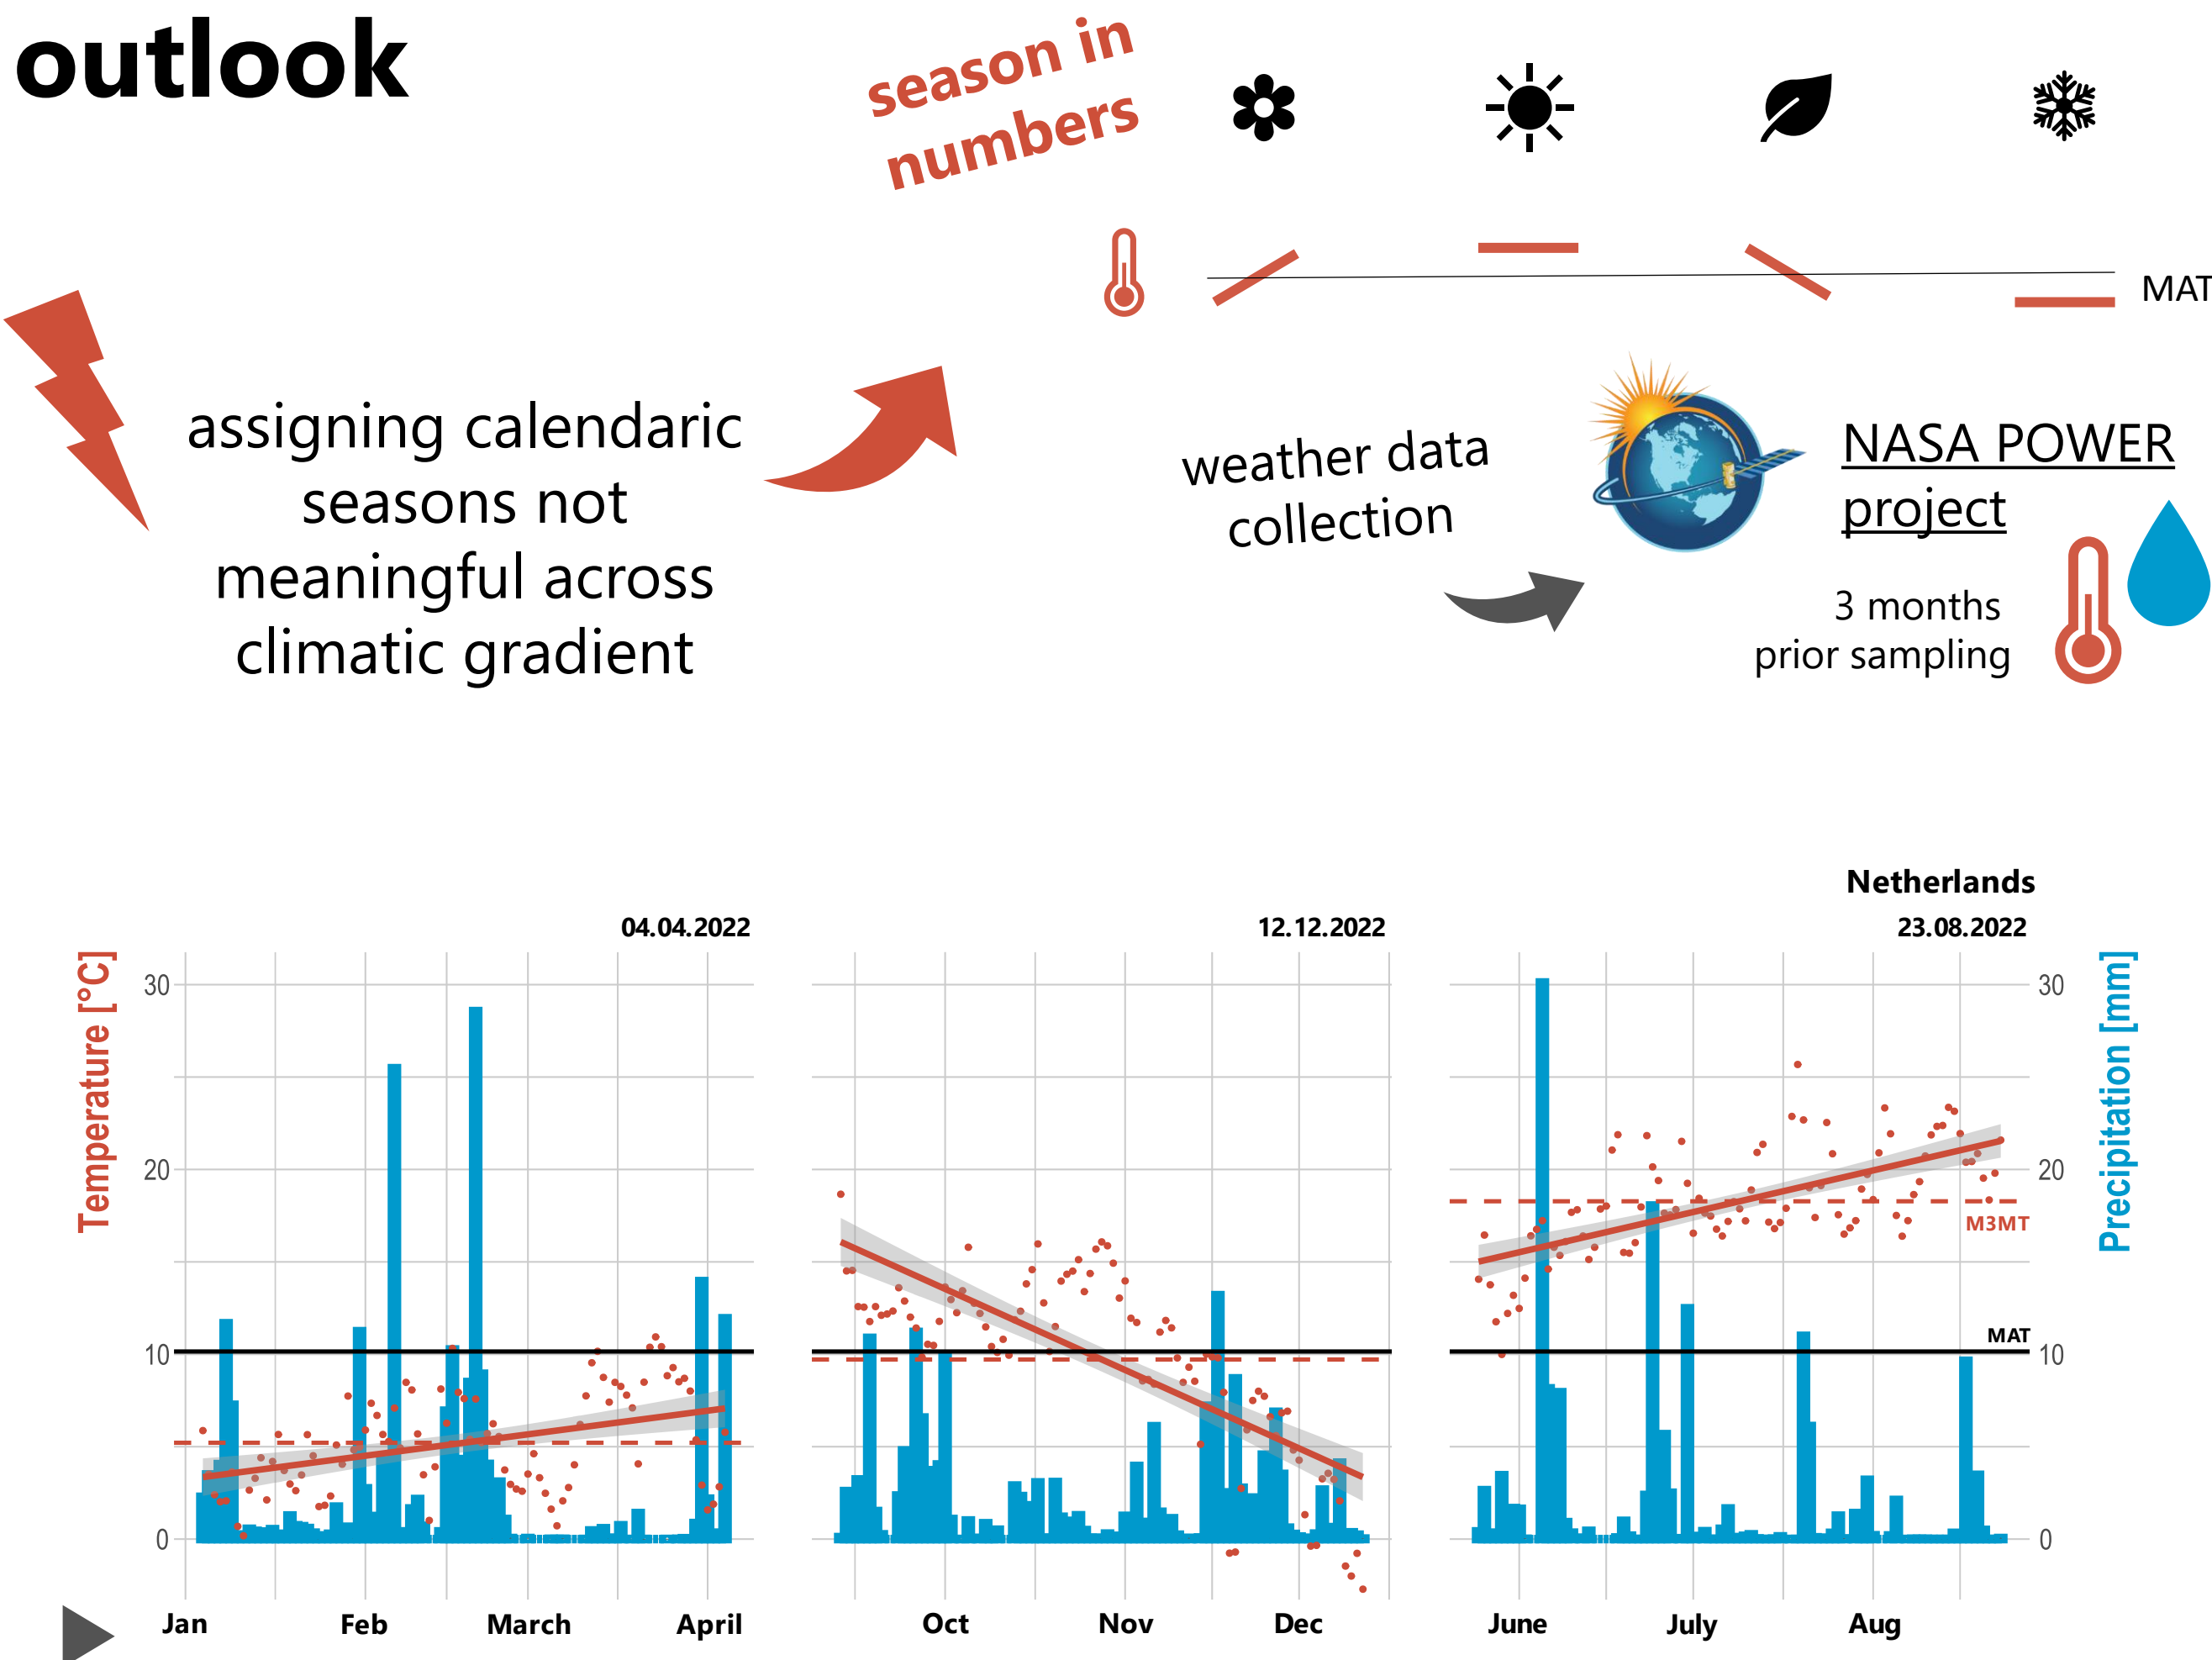 outlook
season in
numbers
MAT
assigning calendaric
seasons not
meaningful across
climatic gradient
weather data
collection
NASA POWER
project
3 months
prior sampling
Netherlands
04.04.2022
12.12.2022
23.08.2022
Temperature [°C]
30
20
10
0
Precipitation [mm]
30
20
10
0
M3MT
MAT
Jan
Feb
March
April
Oct
Nov
Dec
June
July
Aug